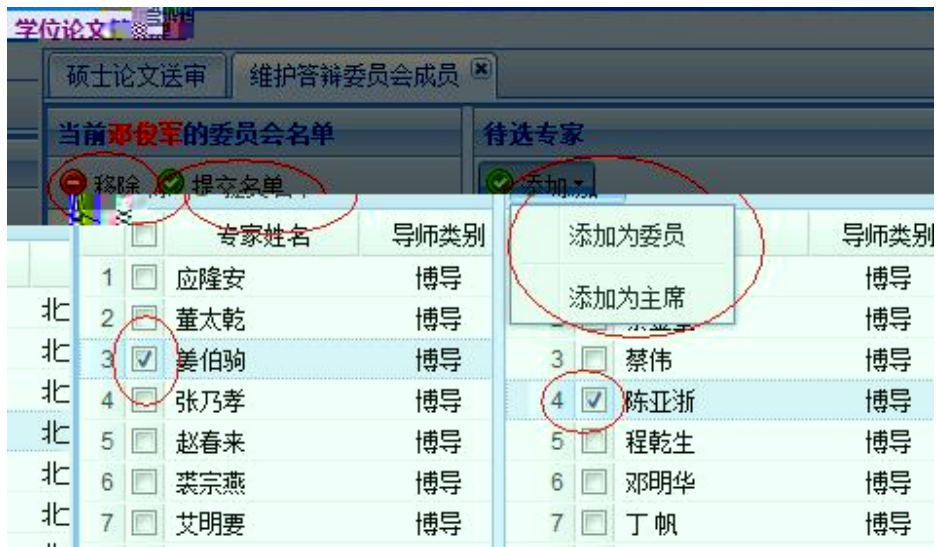 学位论文
硕士论文送审 维护答辩委员会成员
当前邓俊军的委员会名单 待选专家
移除 提交名单 添加
专家姓名 导师类别 添加为委员 导师类别
1 应隆安 博导 博导
北 2 董太乾 博导 添加为主席 博导
北 3 姜伯驹 博导 3 蔡伟 博导
北 4 张乃孝 博导 4 陈亚浙 博导
北 5 赵春来 博导 5 程乾生 博导
北 6 裘宗燕 博导 6 邓明华 博导
北 7 艾明要 博导 7 丁帆 博导